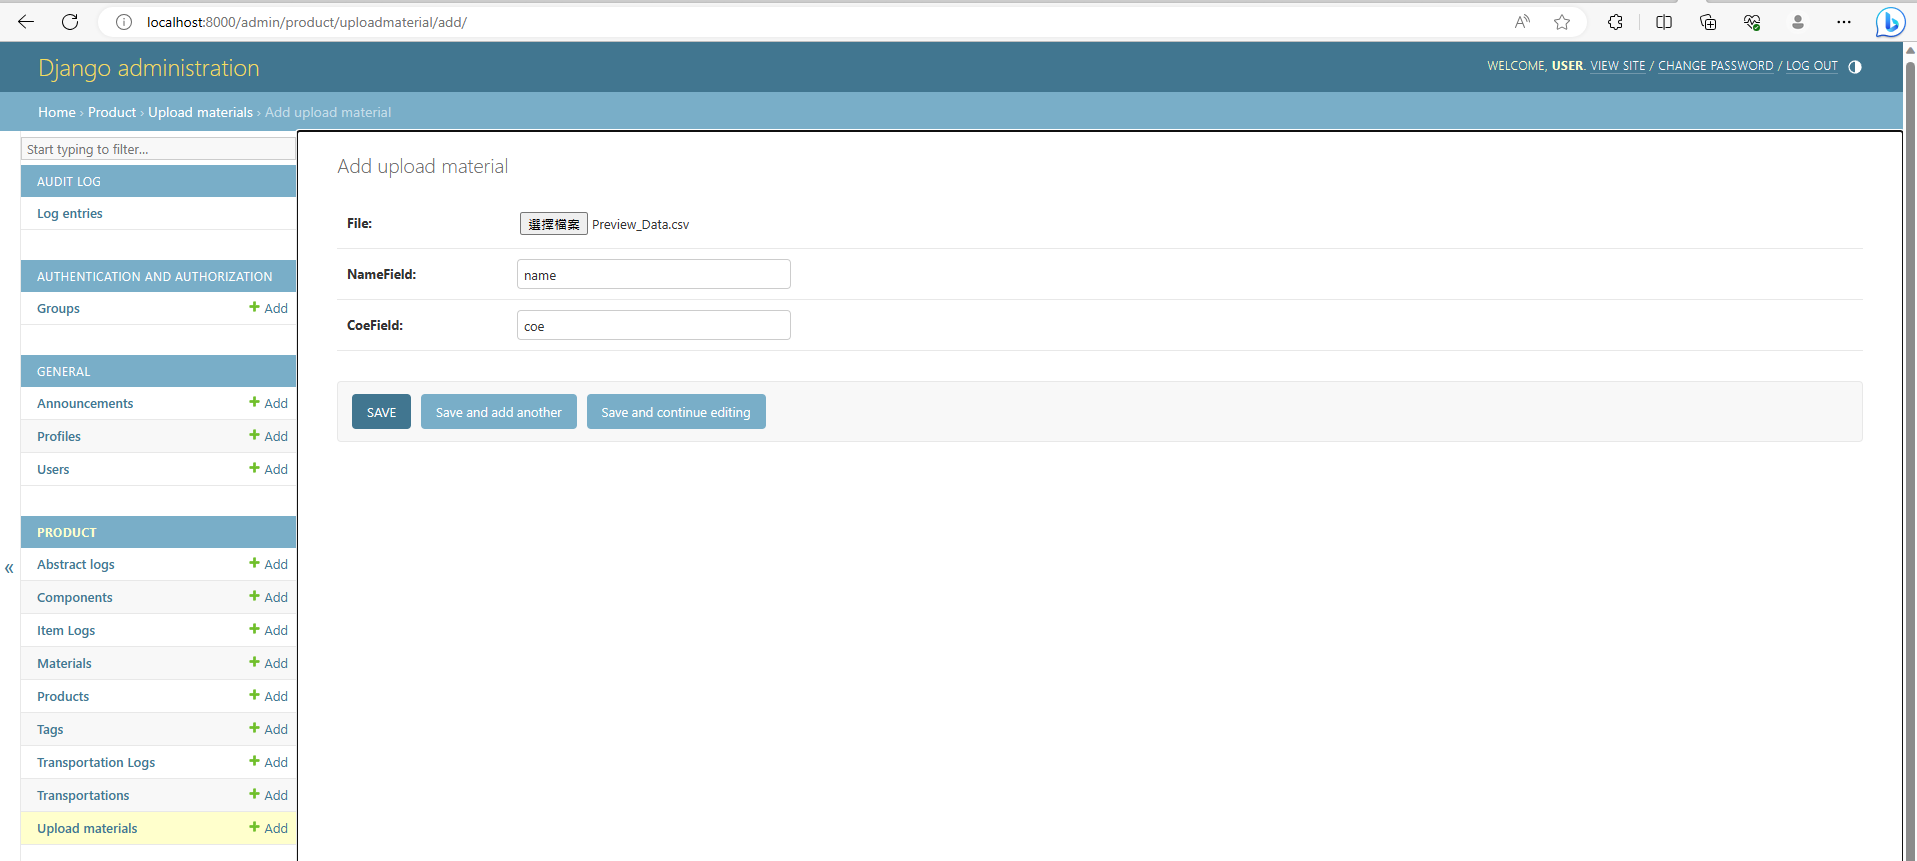 localhost:8000/admin/product/uploadmaterial/add/
Django administration
WELCOME, USER. VIEW SITE / CHANGE PASSWORD / LOG OUT
Home › Product › Upload materials › Add upload material
Start typing to filter...
AUDIT LOG
Log entries
AUTHENTICATION AND AUTHORIZATION
Groups
Add
GENERAL
Announcements
Add
Profiles
Add
Users
Add
PRODUCT
Abstract logs
Add
Components
Add
Item Logs
Add
Materials
Add
Products
Add
Tags
Add
Transportation Logs
Add
Transportations
Add
Upload materials
Add
«
Add upload material
File:
選擇檔案 Preview_Data.csv
NameField:
name
CoeField:
coe
SAVE
Save and add another
Save and continue editing